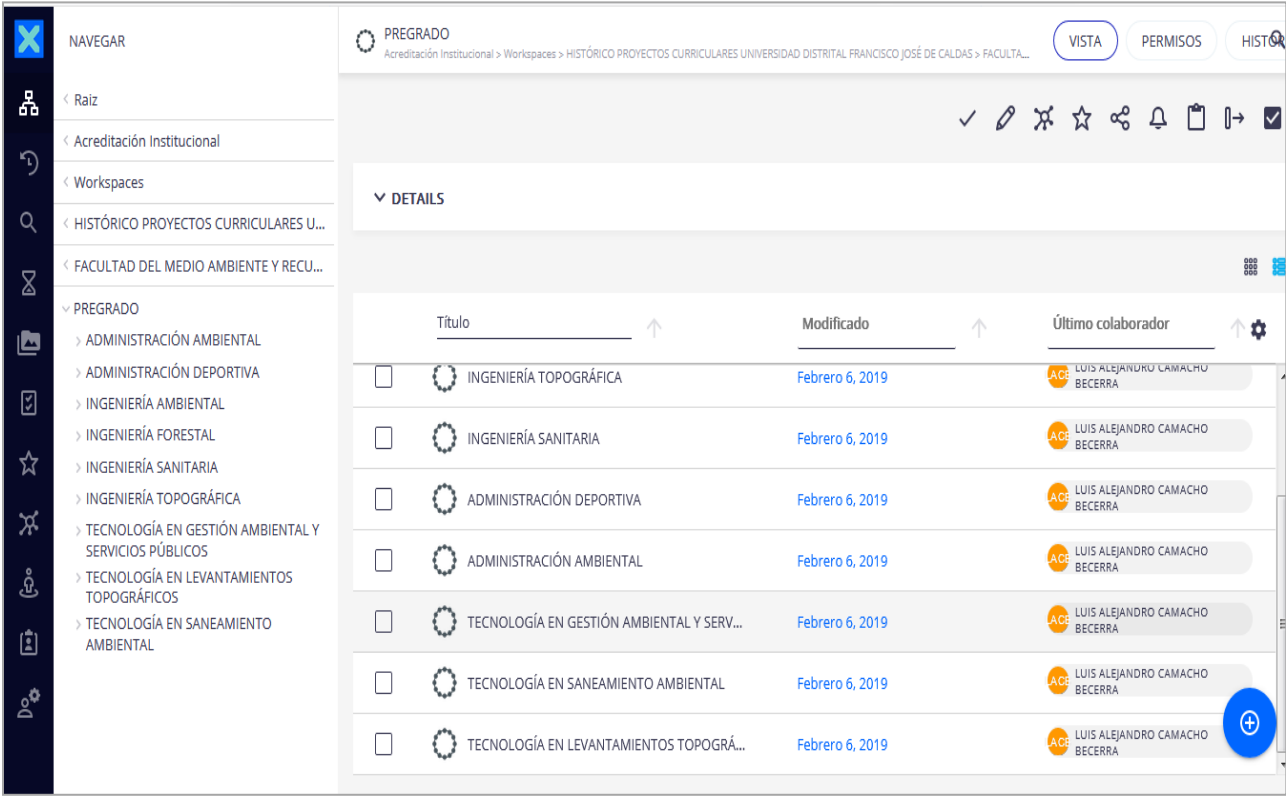 NAVEGAR
Raiz
Acreditación Institucional
Workspaces
HISTÓRICO PROYECTOS CURRICULARES U...
FACULTAD DEL MEDIO AMBIENTE Y RECU...
PREGRADO
ADMINISTRACIÓN AMBIENTAL
ADMINISTRACIÓN DEPORTIVA
INGENIERÍA AMBIENTAL
INGENIERÍA FORESTAL
INGENIERÍA SANITARIA
INGENIERÍA TOPOGRÁFICA
TECNOLOGÍA EN GESTIÓN AMBIENTAL Y
SERVICIOS PÚBLICOS
TECNOLOGÍA EN LEVANTAMIENTOS
TOPOGRÁFICOS
TECNOLOGÍA EN SANEAMIENTO
AMBIENTAL
PREGRADO
Acreditación Institucional > Workspaces > HISTÓRICO PROYECTOS CURRICULARES UNIVERSIDAD DISTRITAL FRANCISCO JOSÉ DE CALDAS > FACULTA...
VISTA PERMISOS HISTÓR
DETAILS
Título Modificado Último colaborador
INGENIERÍA TOPOGRÁFICA Febrero 6, 2019 LUIS ALEJANDRO CAMACHO
BECERRA
INGENIERÍA SANITARIA Febrero 6, 2019 LUIS ALEJANDRO CAMACHO
BECERRA
ADMINISTRACIÓN DEPORTIVA Febrero 6, 2019 LUIS ALEJANDRO CAMACHO
BECERRA
ADMINISTRACIÓN AMBIENTAL Febrero 6, 2019 LUIS ALEJANDRO CAMACHO
BECERRA
TECNOLOGÍA EN GESTIÓN AMBIENTAL Y SERV... Febrero 6, 2019 LUIS ALEJANDRO CAMACHO
BECERRA
TECNOLOGÍA EN SANEAMIENTO AMBIENTAL Febrero 6, 2019 LUIS ALEJANDRO CAMACHO
BECERRA
TECNOLOGÍA EN LEVANTAMIENTOS TOPOGRÁ... Febrero 6, 2019 LUIS ALEJANDRO CAMACHO
BECERRA